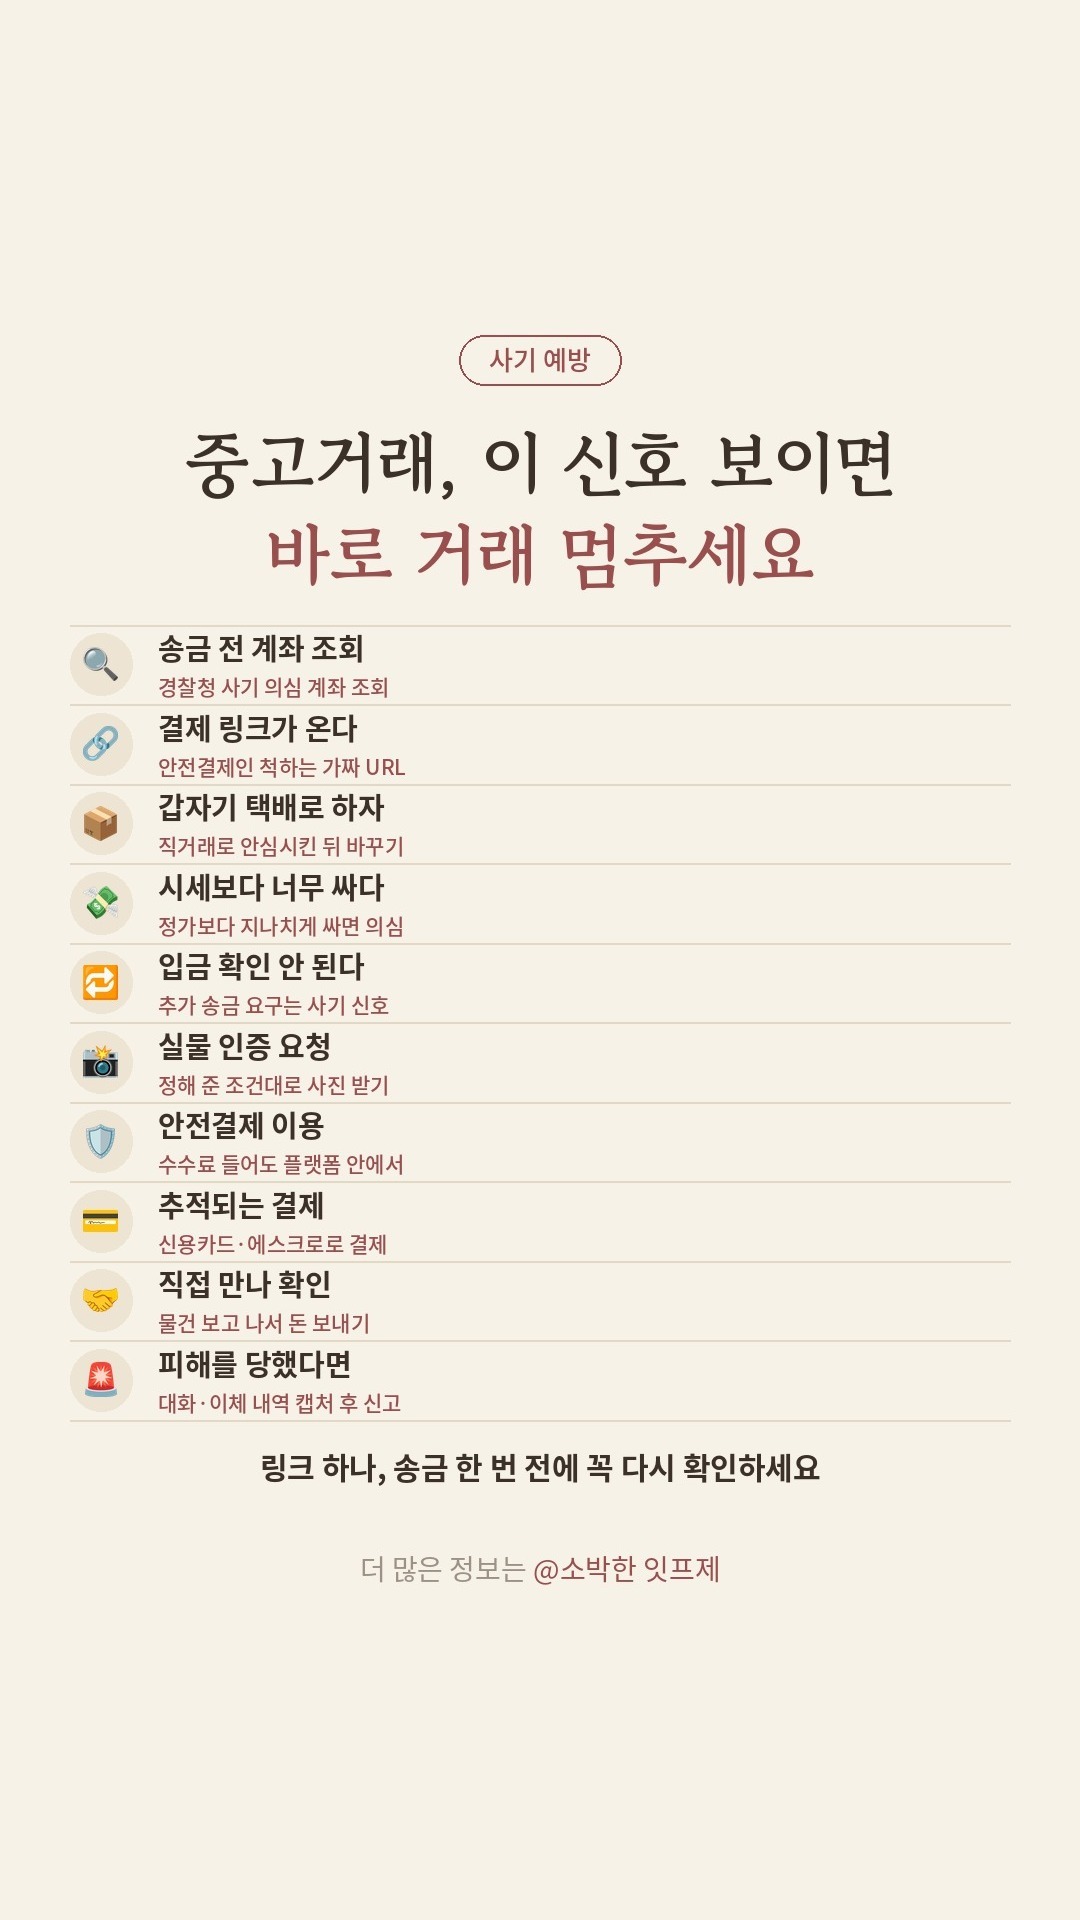 사기 예방
중고거래, 이 신호 보이면
바로 거래 멈추세요
송금 전 계좌 조회
경찰청 사기 의심 계좌 조회
결제 링크가 온다
안전결제인 척하는 가짜 URL
갑자기 택배로 하자
직거래로 안심시킨 뒤 바꾸기
시세보다 너무 싸다
정가보다 지나치게 싸면 의심
입금 확인 안 된다
추가 송금 요구는 사기 신호
실물 인증 요청
정해 준 조건대로 사진 받기
안전결제 이용
수수료 들어도 플랫폼 안에서
추적되는 결제
신용카드·에스크로로 결제
직접 만나 확인
물건 보고 나서 돈 보내기
피해를 당했다면
대화·이체 내역 캡처 후 신고
링크 하나, 송금 한 번 전에 꼭 다시 확인하세요
더 많은 정보는 @소박한 잇프제